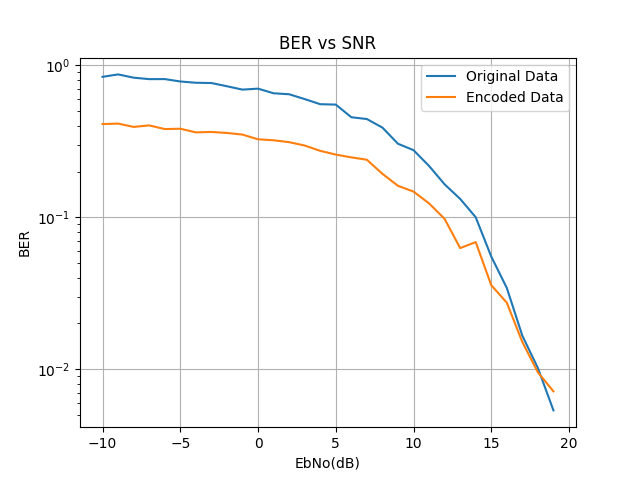 BER vs SNR
Original Data
Encoded Data
10⁰
10⁻¹
10⁻²
BER
−10
−5
0
5
10
15
20
EbNo(dB)